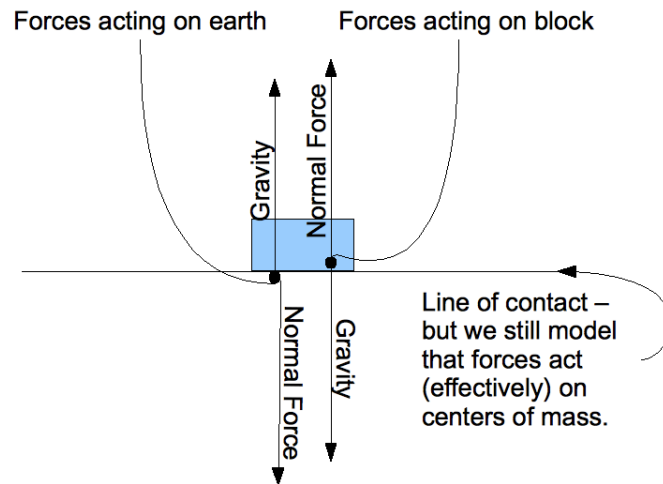 Forces acting on earth
Forces acting on block
Gravity
Normal Force
Normal Force
Gravity
Line of contact –
but we still model
that forces act
(effectively) on
centers of mass.